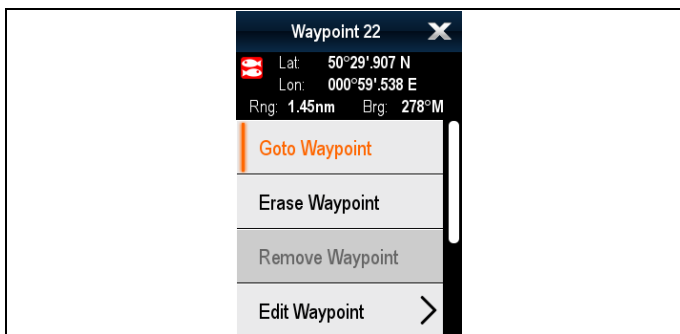 Waypoint 22
Lat: 50°29'.907 N
Lon: 000°59'.538 E
Rng: 1.45nm Brg: 278°M
Goto Waypoint
Erase Waypoint
Remove Waypoint
Edit Waypoint